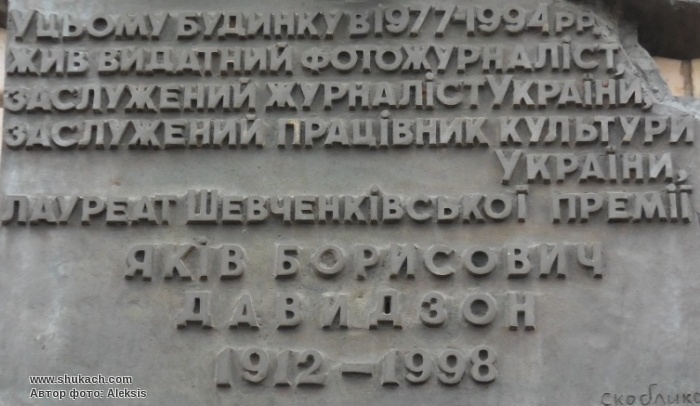 У ЦЬОМУ БУДИНКУ В 1977-1994 РР.
ЖИВ ВИДАТНИЙ ФОТОЖУРНАЛІСТ,
ЗАСЛУЖЕНИЙ ЖУРНАЛІСТ УКРАЇНИ,
ЗАСЛУЖЕНИЙ ПРАЦІВНИК КУЛЬТУРИ
УКРАЇНИ,
ЛАУРЕАТ ШЕВЧЕНКІВСЬКОЇ ПРЕМІЇ
ЯКІВ БОРИСОВИЧ
ДАВИДЗОН
1912 – 1998
www.shukach.com
Автор фото: Aleksis